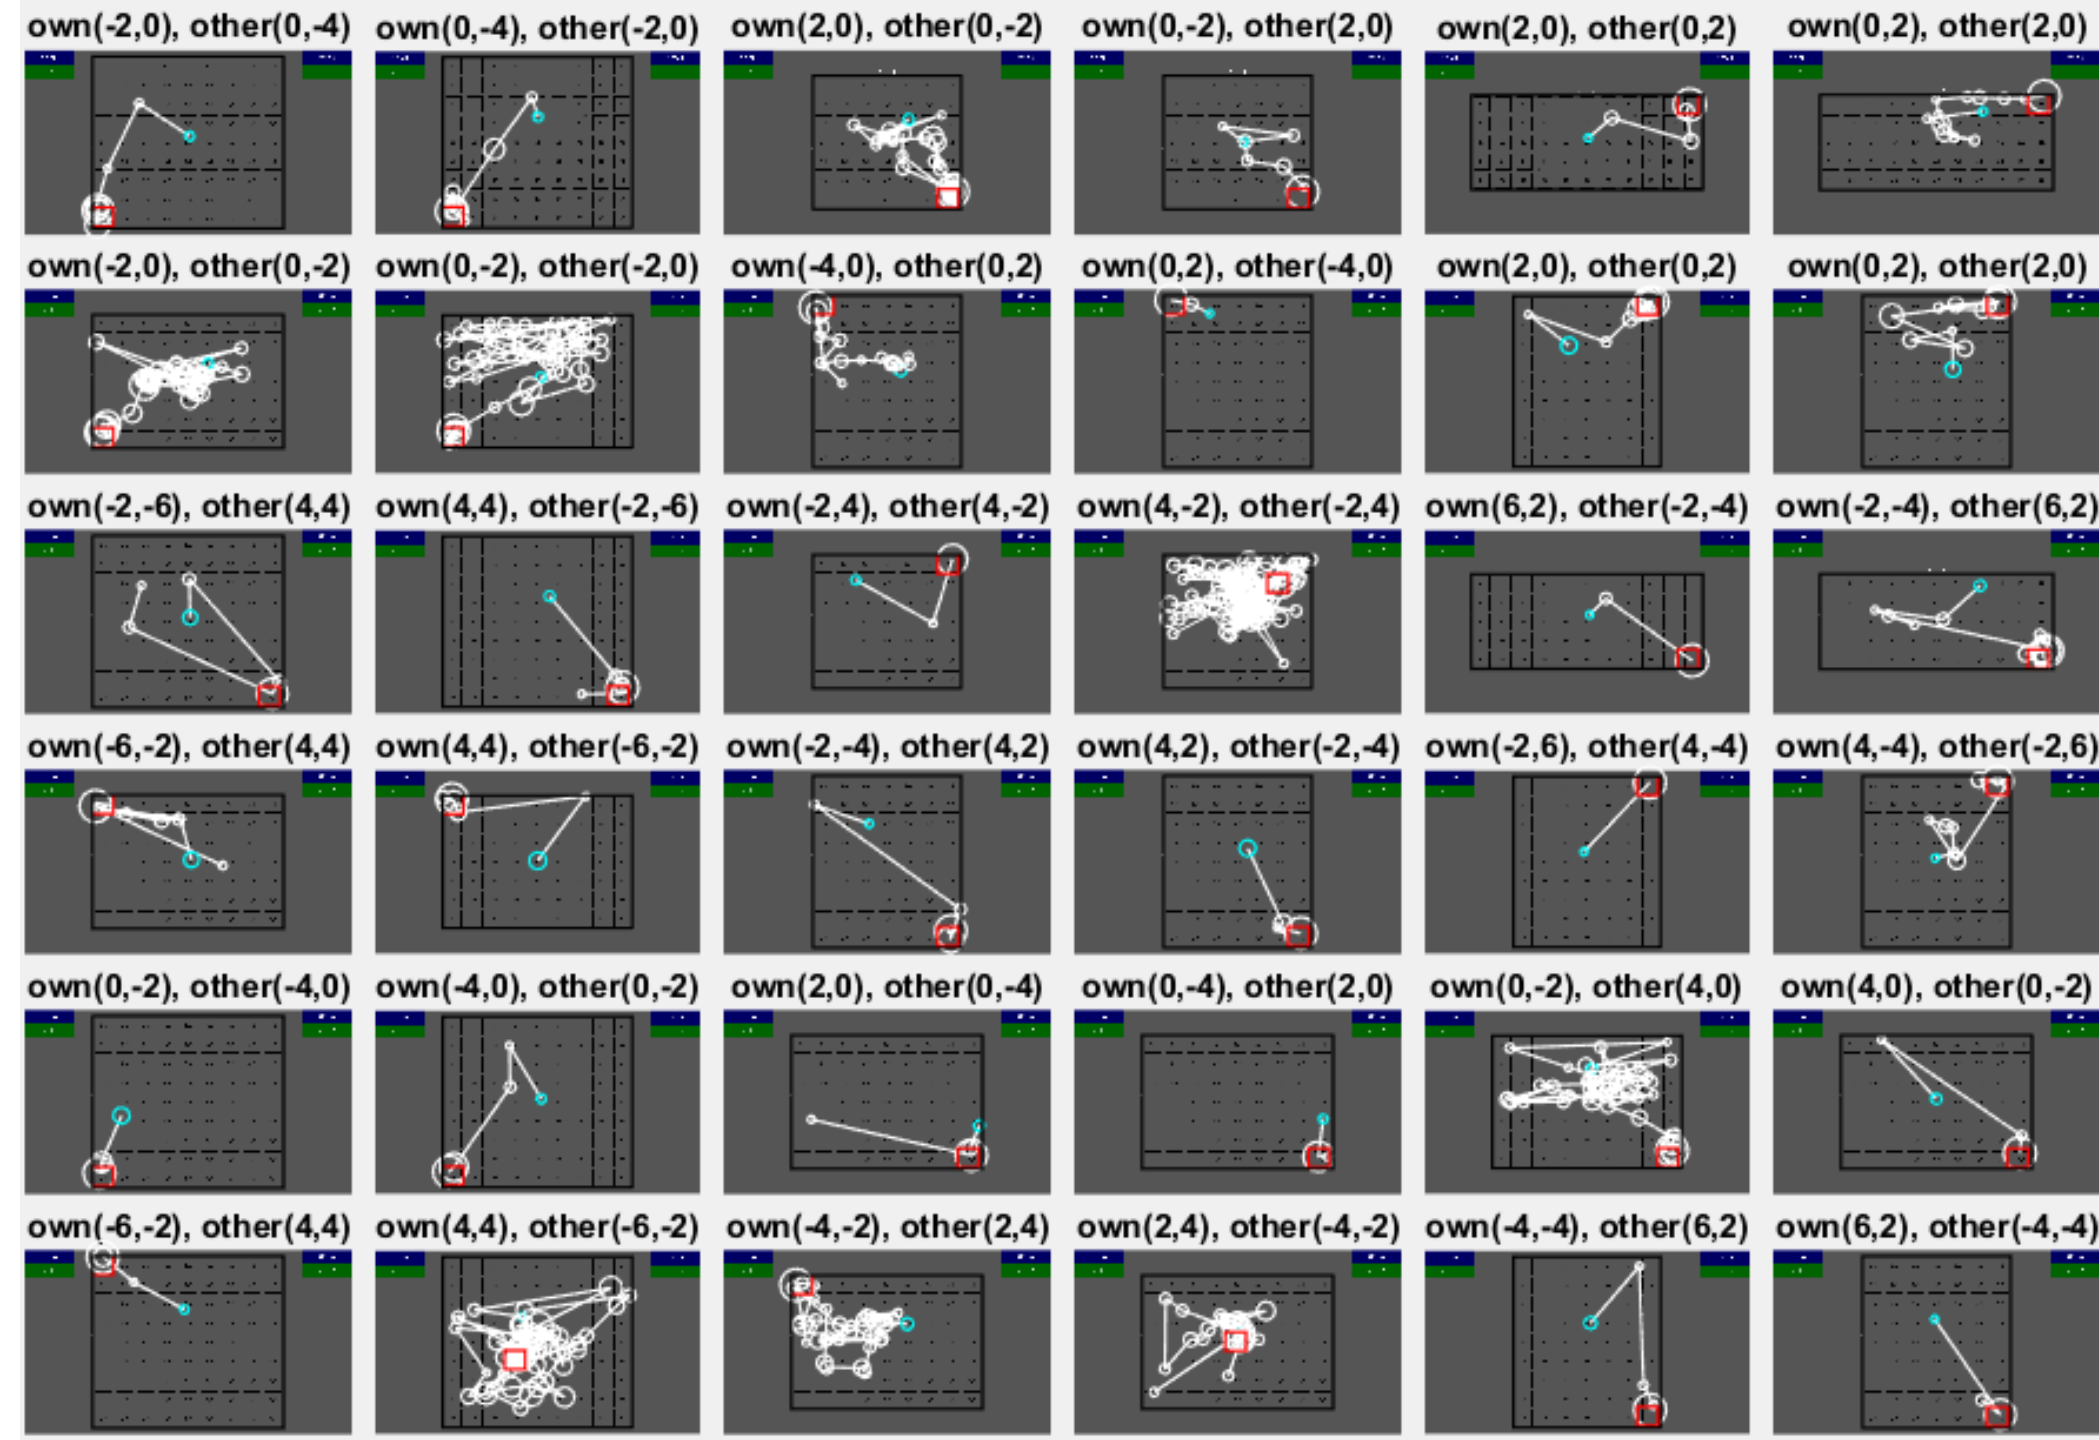 own(-2,0), other(0,-4) own(0,-4), other(-2,0) own(2,0), other(0,-2) own(0,-2), other(2,0) own(2,0), other(0,2) own(0,2), other(2,0)
own(-2,0), other(0,-2) own(0,-2), other(-2,0) own(-4,0), other(0,2) own(0,2), other(-4,0) own(2,0), other(0,2) own(0,2), other(2,0)
own(-2,-6), other(4,4) own(4,4), other(-2,-6) own(-2,4), other(4,-2) own(4,-2), other(-2,4) own(6,2), other(-2,-4) own(-2,-4), other(6,2)
own(-6,-2), other(4,4) own(4,4), other(-6,-2) own(-2,-4), other(4,2) own(4,2), other(-2,-4) own(-2,6), other(4,-4) own(4,-4), other(-2,6)
own(0,-2), other(-4,0) own(-4,0), other(0,-2) own(2,0), other(0,-4) own(0,-4), other(2,0) own(0,-2), other(4,0) own(4,0), other(0,-2)
own(-6,-2), other(4,4) own(4,4), other(-6,-2) own(-4,-2), other(2,4) own(2,4), other(-4,-2) own(-4,-4), other(6,2) own(6,2), other(-4,-4)